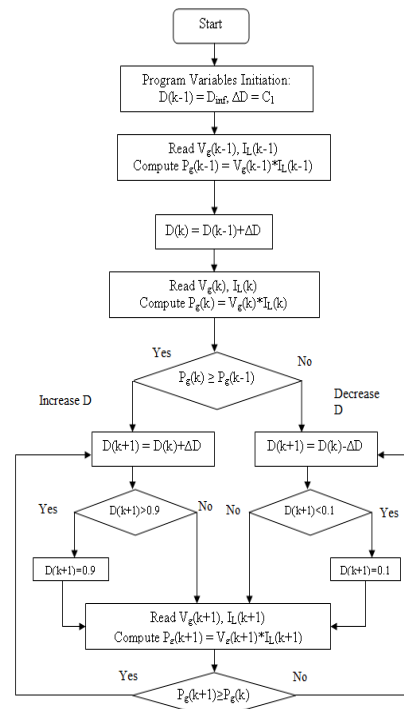 Start
Program Variables Initiation:
D(k-1) = D_inf, ΔD = C_1
Read V_g(k-1), I_L(k-1)
Compute P_g(k-1) = V_g(k-1)*I_L(k-1)
D(k) = D(k-1)+ΔD
Read V_g(k), I_L(k)
Compute P_g(k) = V_g(k)*I_L(k)
Yes
No
P_g(k) ≥ P_g(k-1)
Increase D
Decrease
D
D(k+1) = D(k)+ΔD
D(k+1) = D(k)-ΔD
Yes
D(k+1)>0.9
No
No
D(k+1)<0.1
Yes
D(k+1)=0.9
D(k+1)=0.1
Read V_g(k+1), I_L(k+1)
Compute P_g(k+1) = V_g(k+1)*I_L(k+1)
Yes
No
P_g(k+1)≥P_g(k)